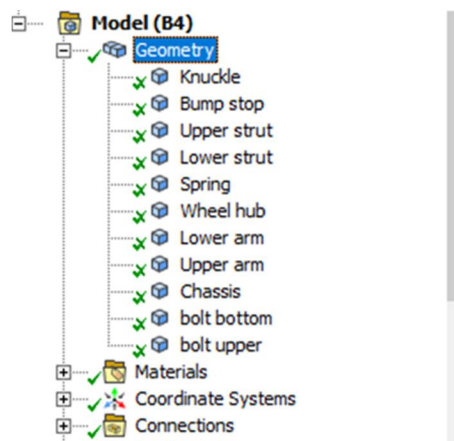 Model (B4)
Geometry
Knuckle
Bump stop
Upper strut
Lower strut
Spring
Wheel hub
Lower arm
Upper arm
Chassis
bolt bottom
bolt upper
Materials
Coordinate Systems
Connections